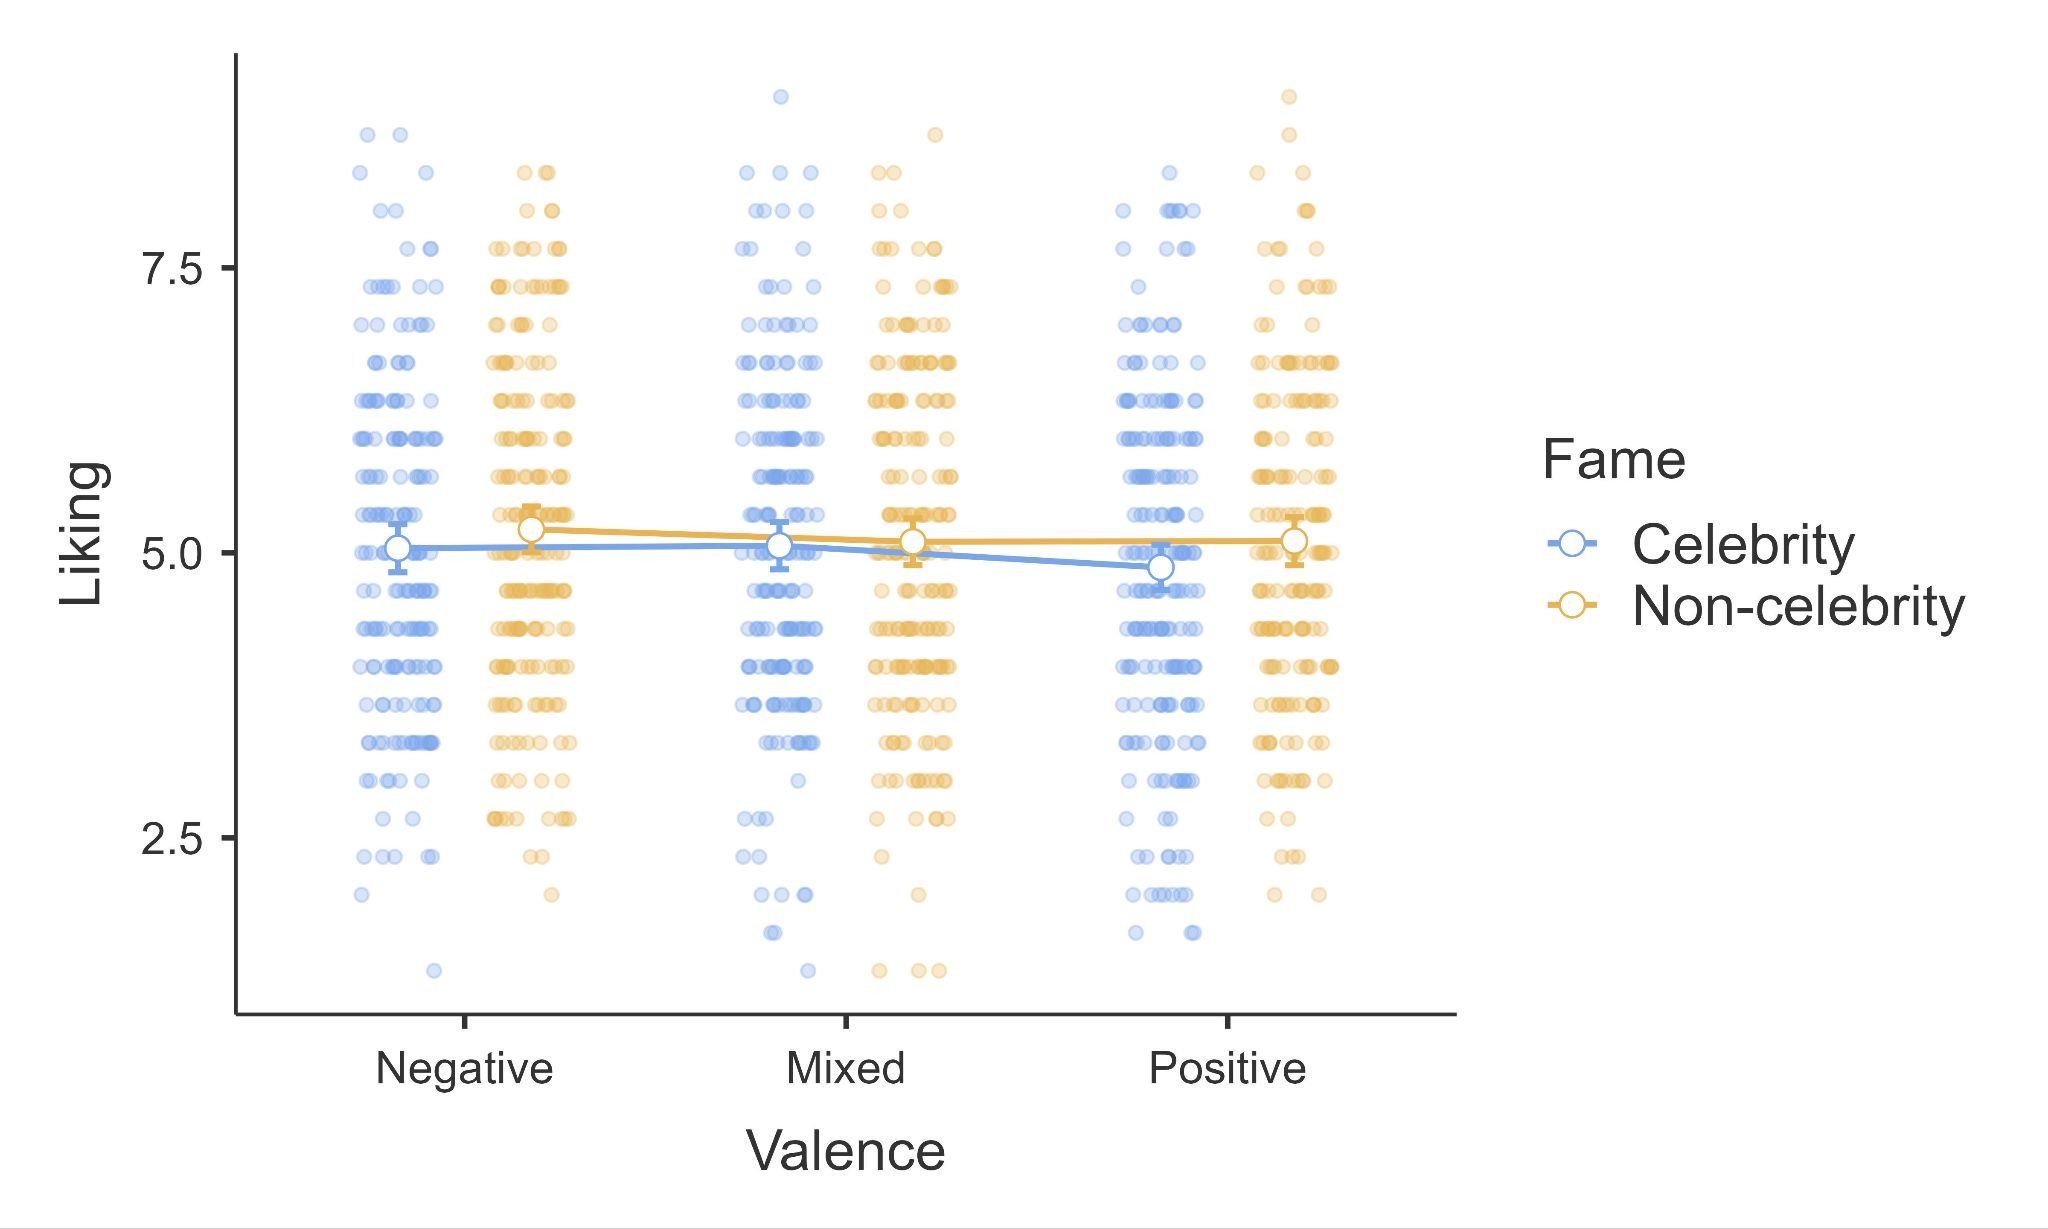 Liking
7.5
5.0
2.5
Negative
Mixed
Positive
Valence
Fame
Celebrity
Non-celebrity